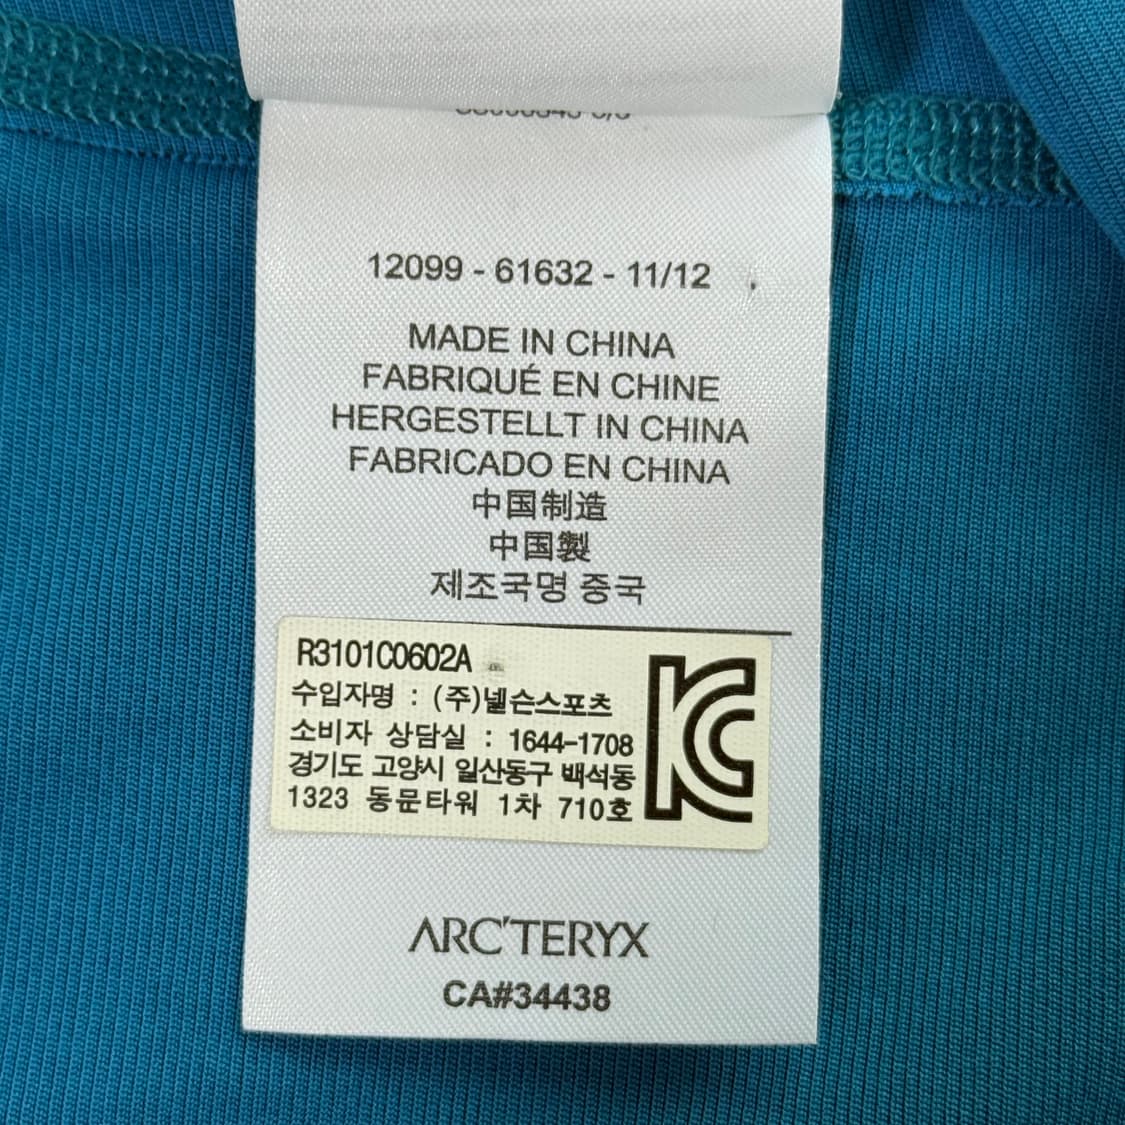 12099 - 61632 - 11/12
MADE IN CHINA
FABRIQUÉ EN CHINE
HERGESTELLT IN CHINA
FABRICADO EN CHINA
中国制造
中国製
제조국명 중국
R3101C0602A
수입자명 : (주)넬슨스포츠
소비자 상담실 : 1644-1708
경기도 고양시 일산동구 백석동
1323 동문타워 1차 710호
KC
ARC'TERYX
CA#34438